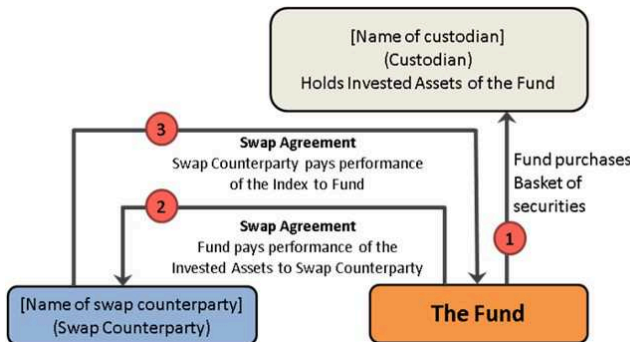 [Name of custodian]
(Custodian)
Holds Invested Assets of the Fund
3
Swap Agreement
Swap Counterparty pays performance
of the Index to Fund
Fund purchases
Basket of
securities
2
Swap Agreement
Fund pays performance of the
Invested Assets to Swap Counterparty
1
[Name of swap counterparty]
(Swap Counterparty)
The Fund